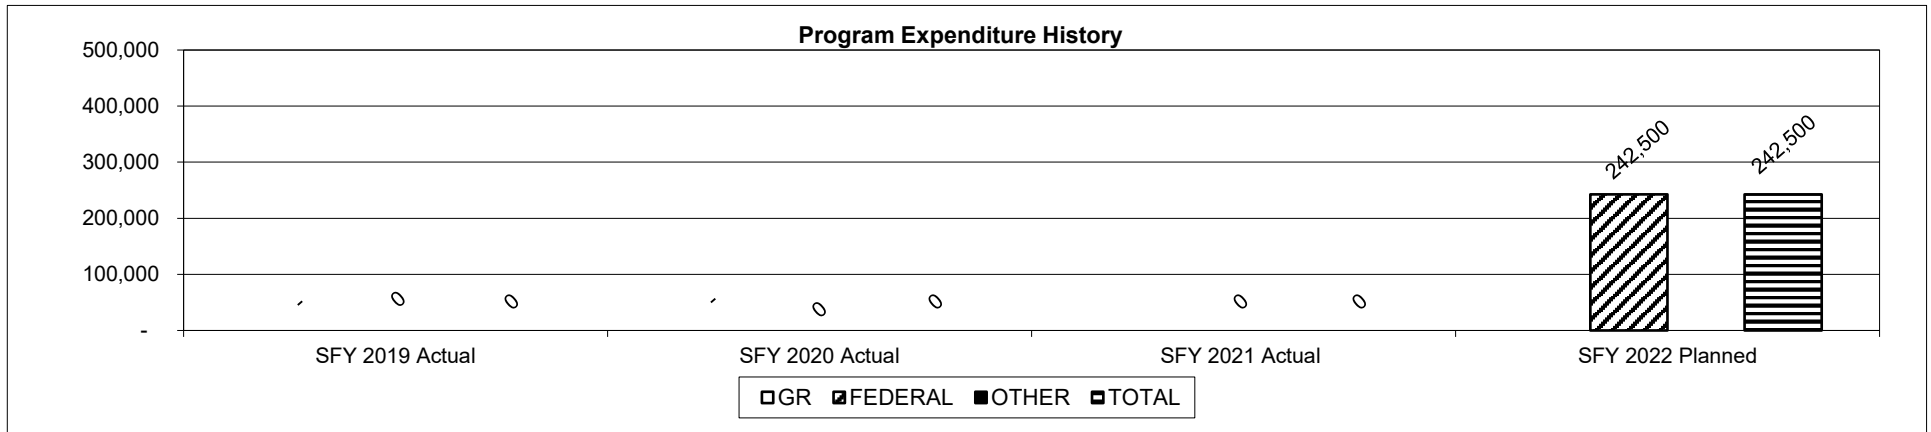 Program Expenditure History
500,000
400,000
300,000
200,000
100,000
-
- 0 0 - 0 0 0 0 242,500 242,500
SFY 2019 Actual SFY 2020 Actual SFY 2021 Actual SFY 2022 Planned
GR FEDERAL OTHER TOTAL